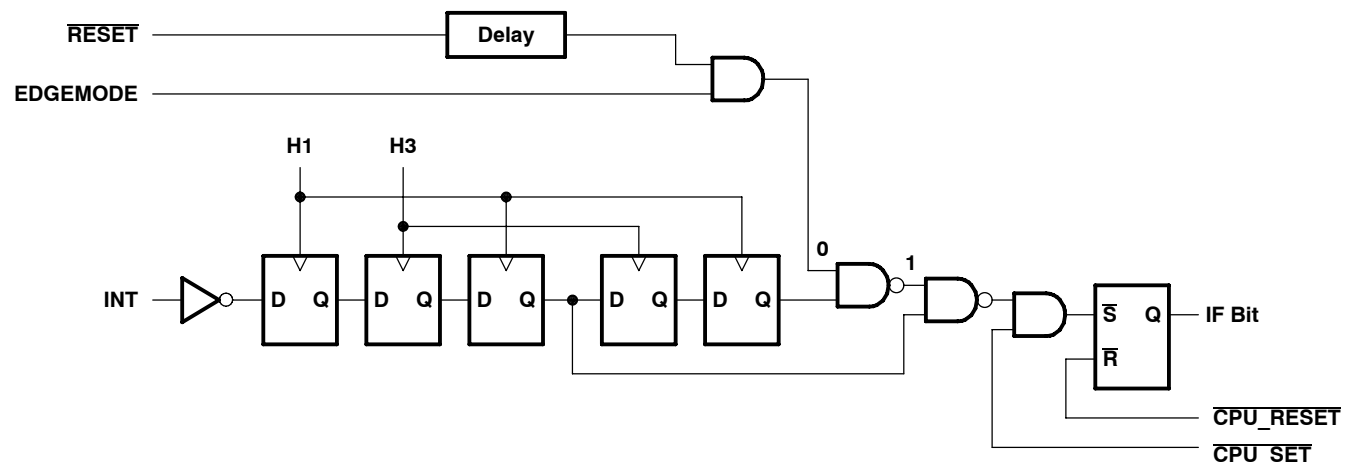 RESET
Delay
EDGEMODE
H1 H3
0
1
INT
D Q D Q D Q D Q D Q
S Q
IF Bit
R
CPU_RESET
CPU_SET